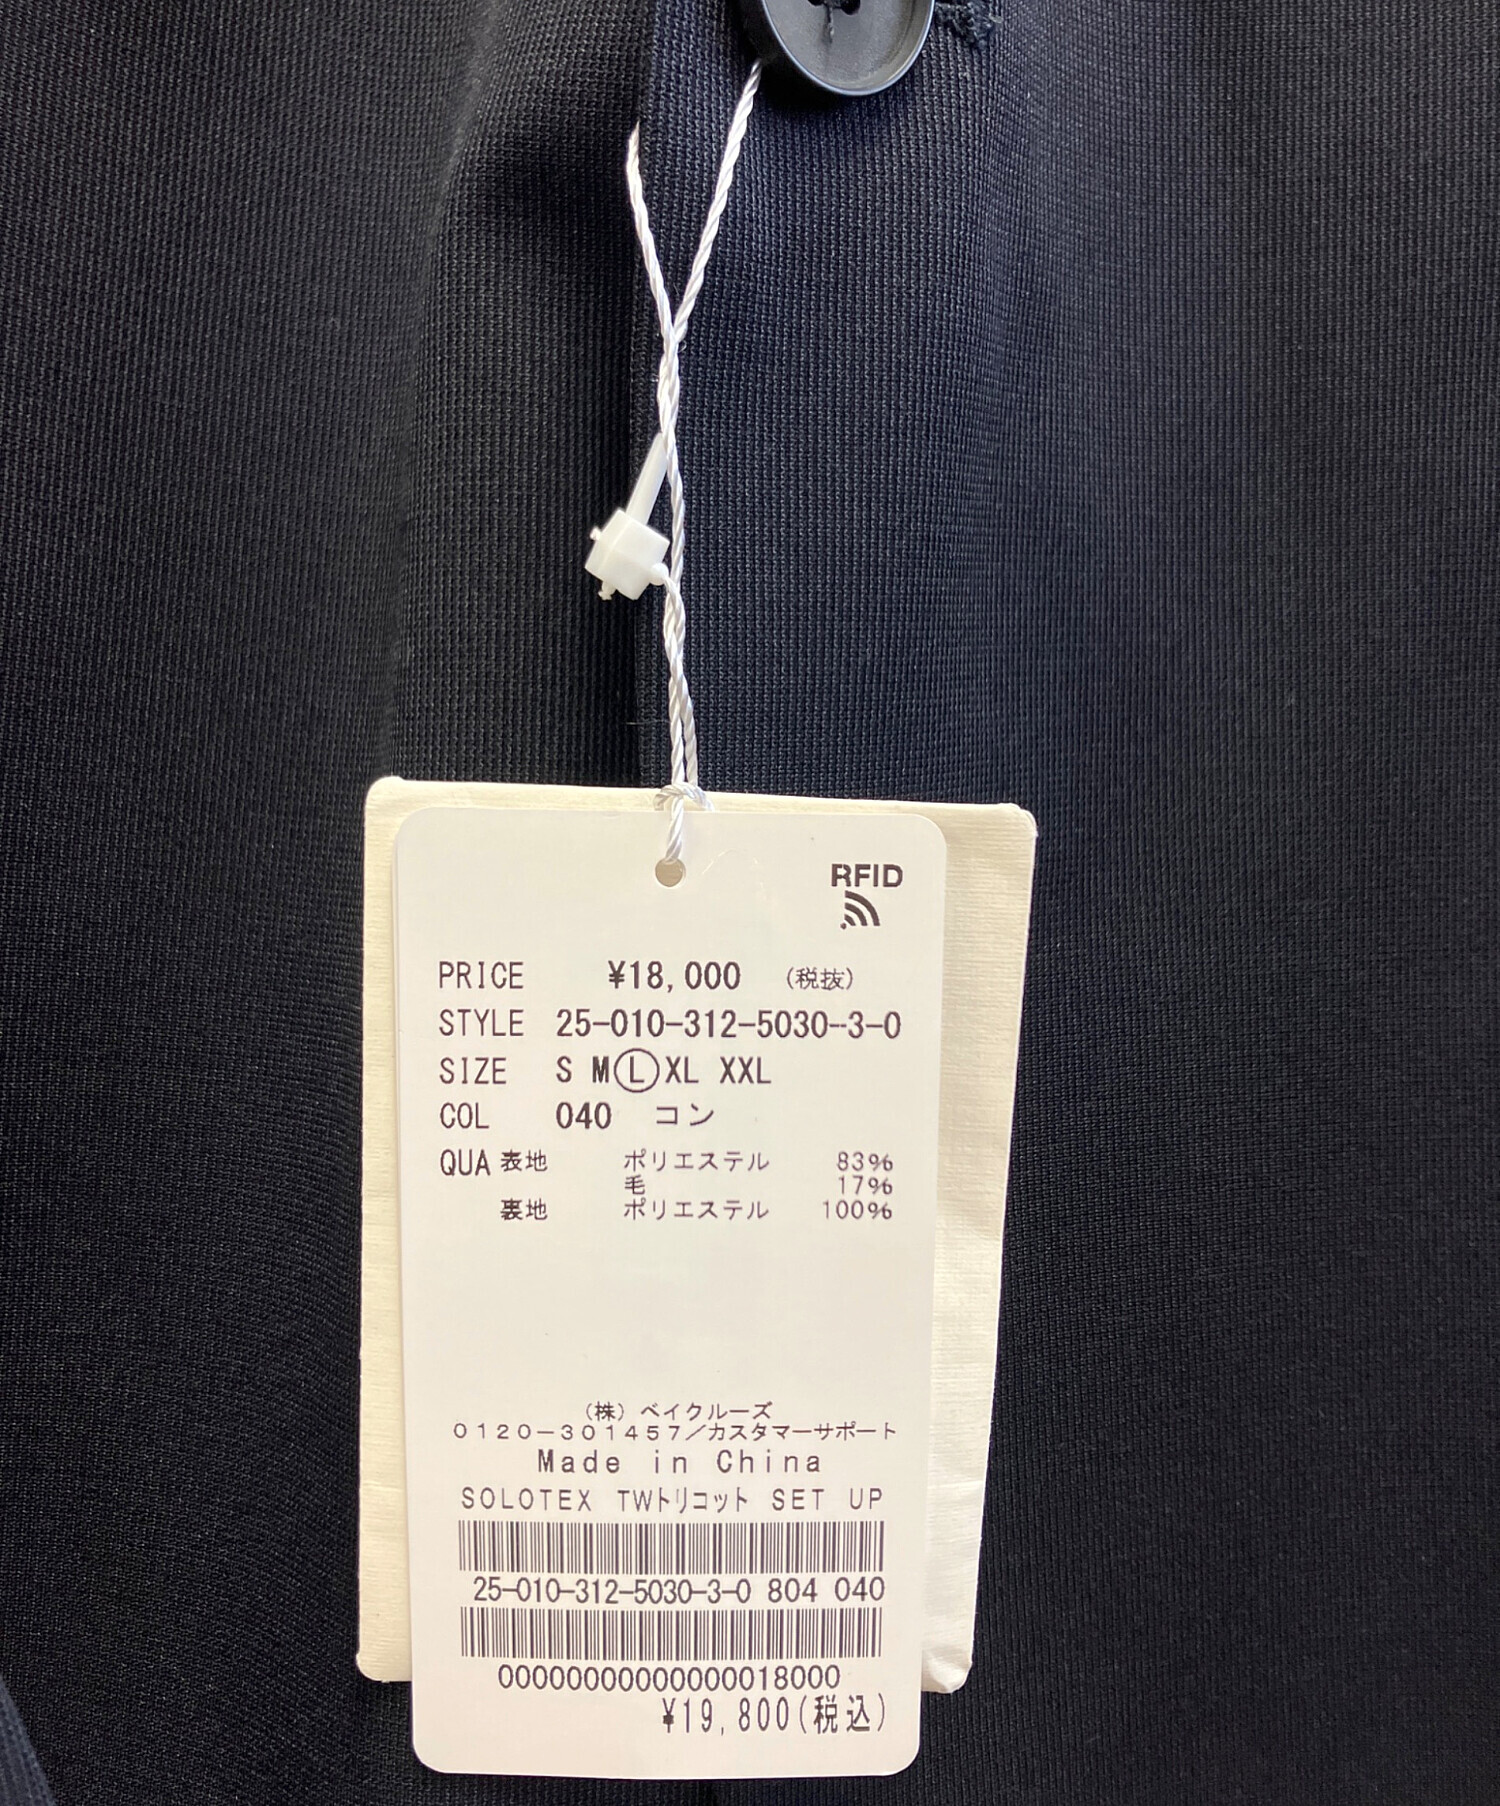 RFID
PRICE ¥18,000 (税抜)
STYLE 25-010-312-5030-3-0
SIZE S M L XL XXL
COL 040 コン
QUA 表地 ポリエステル 83%
毛 17%
裏地 ポリエステル 100%
(株)ベイクルーズ
0120-301457/カスタマーサポート
Made in China
SOLOTEX TWトリコット SET UP
25-010-312-5030-3-0 804 040
0000000000000000018000
¥19,800(税込)